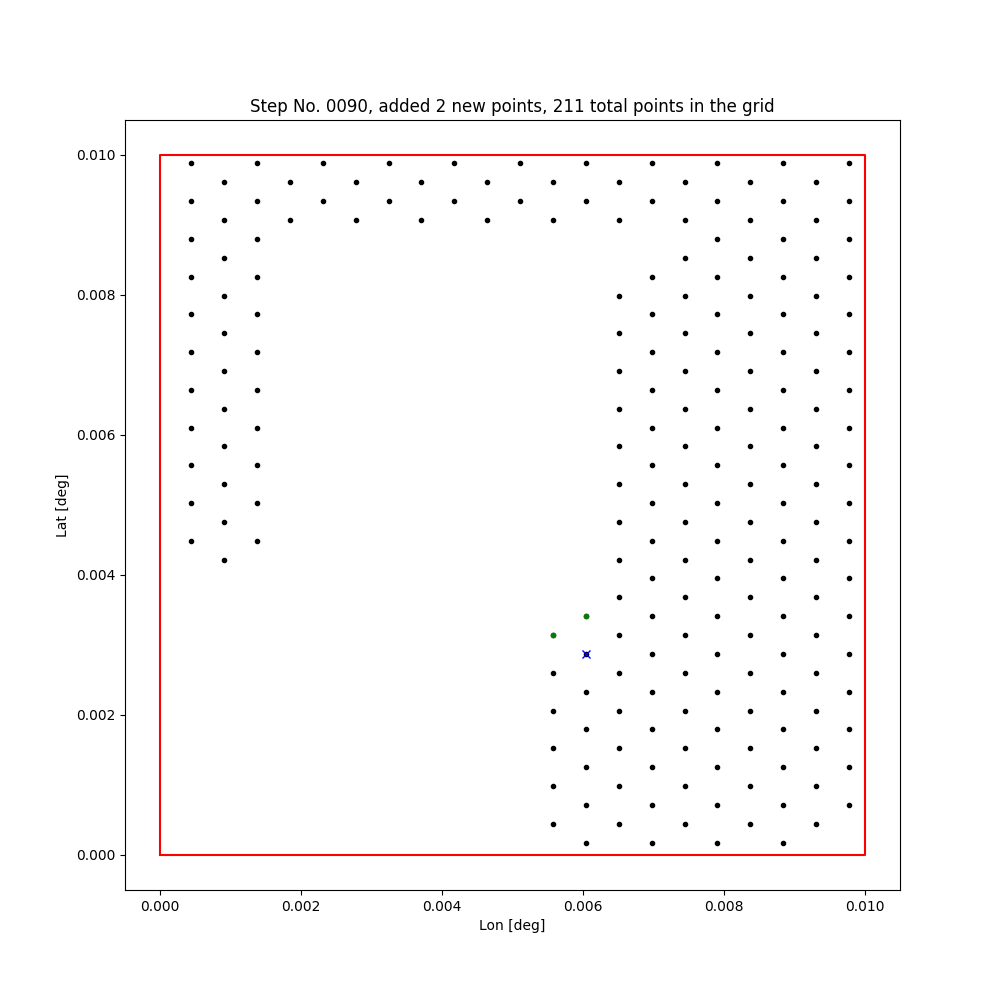 Step No. 0090, added 2 new points, 211 total points in the grid
0.010
0.008
0.006
0.004
0.002
0.000
Lat [deg]
0.000 0.002 0.004 0.006 0.008 0.010
Lon [deg]